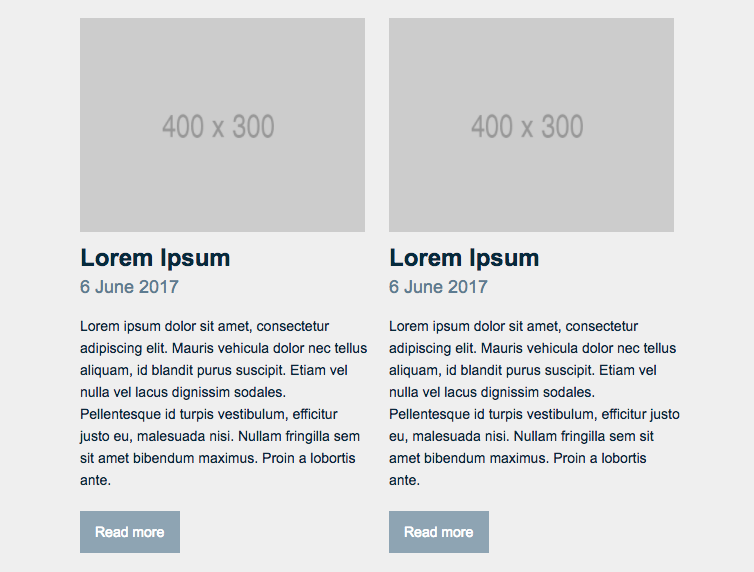 400 x 300
Lorem Ipsum
6 June 2017
Lorem ipsum dolor sit amet, consectetur
adipiscing elit. Mauris vehicula dolor nec tellus
aliquam, id blandit purus suscipit. Etiam vel
nulla vel lacus dignissim sodales.
Pellentesque id turpis vestibulum, efficitur
justo eu, malesuada nisi. Nullam fringilla sem
sit amet bibendum maximus. Proin a lobortis
ante.
Read more
400 x 300
Lorem Ipsum
6 June 2017
Lorem ipsum dolor sit amet, consectetur
adipiscing elit. Mauris vehicula dolor nec tellus
aliquam, id blandit purus suscipit. Etiam vel
nulla vel lacus dignissim sodales.
Pellentesque id turpis vestibulum, efficitur justo
eu, malesuada nisi. Nullam fringilla sem sit
amet bibendum maximus. Proin a lobortis
ante.
Read more